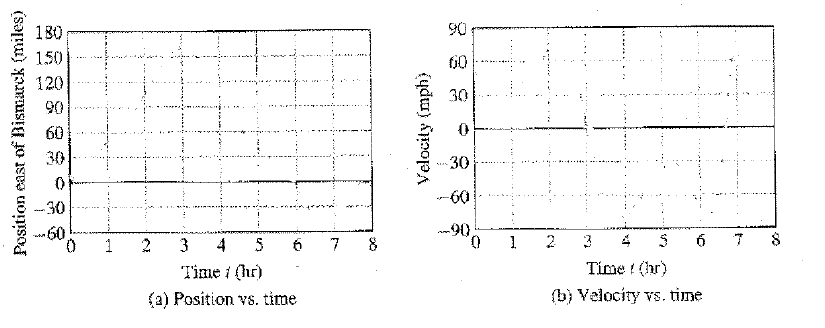 Position east of Bismarck (miles)
180
150
120
90
60
30
0
−30
−60
0 1 2 3 4 5 6 7 8
Time t (hr)
(a) Position vs. time
Velocity (mph)
90
60
30
0
−30
−60
−90
0 1 2 3 4 5 6 7 8
Time t (hr)
(b) Velocity vs. time